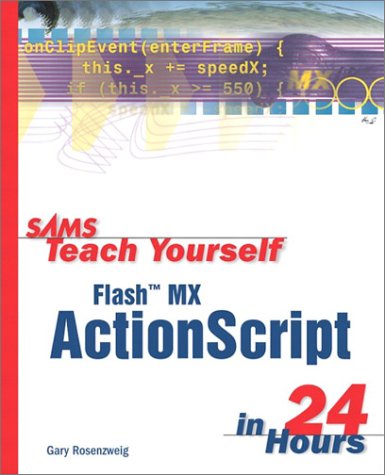 onClipEvent(enterFrame) {
this._x += speedX;
if (this._x >= 550) {
MX
SAMS
Teach Yourself
Flash™ MX
ActionScript
in 24
Hours
Gary Rosenzweig